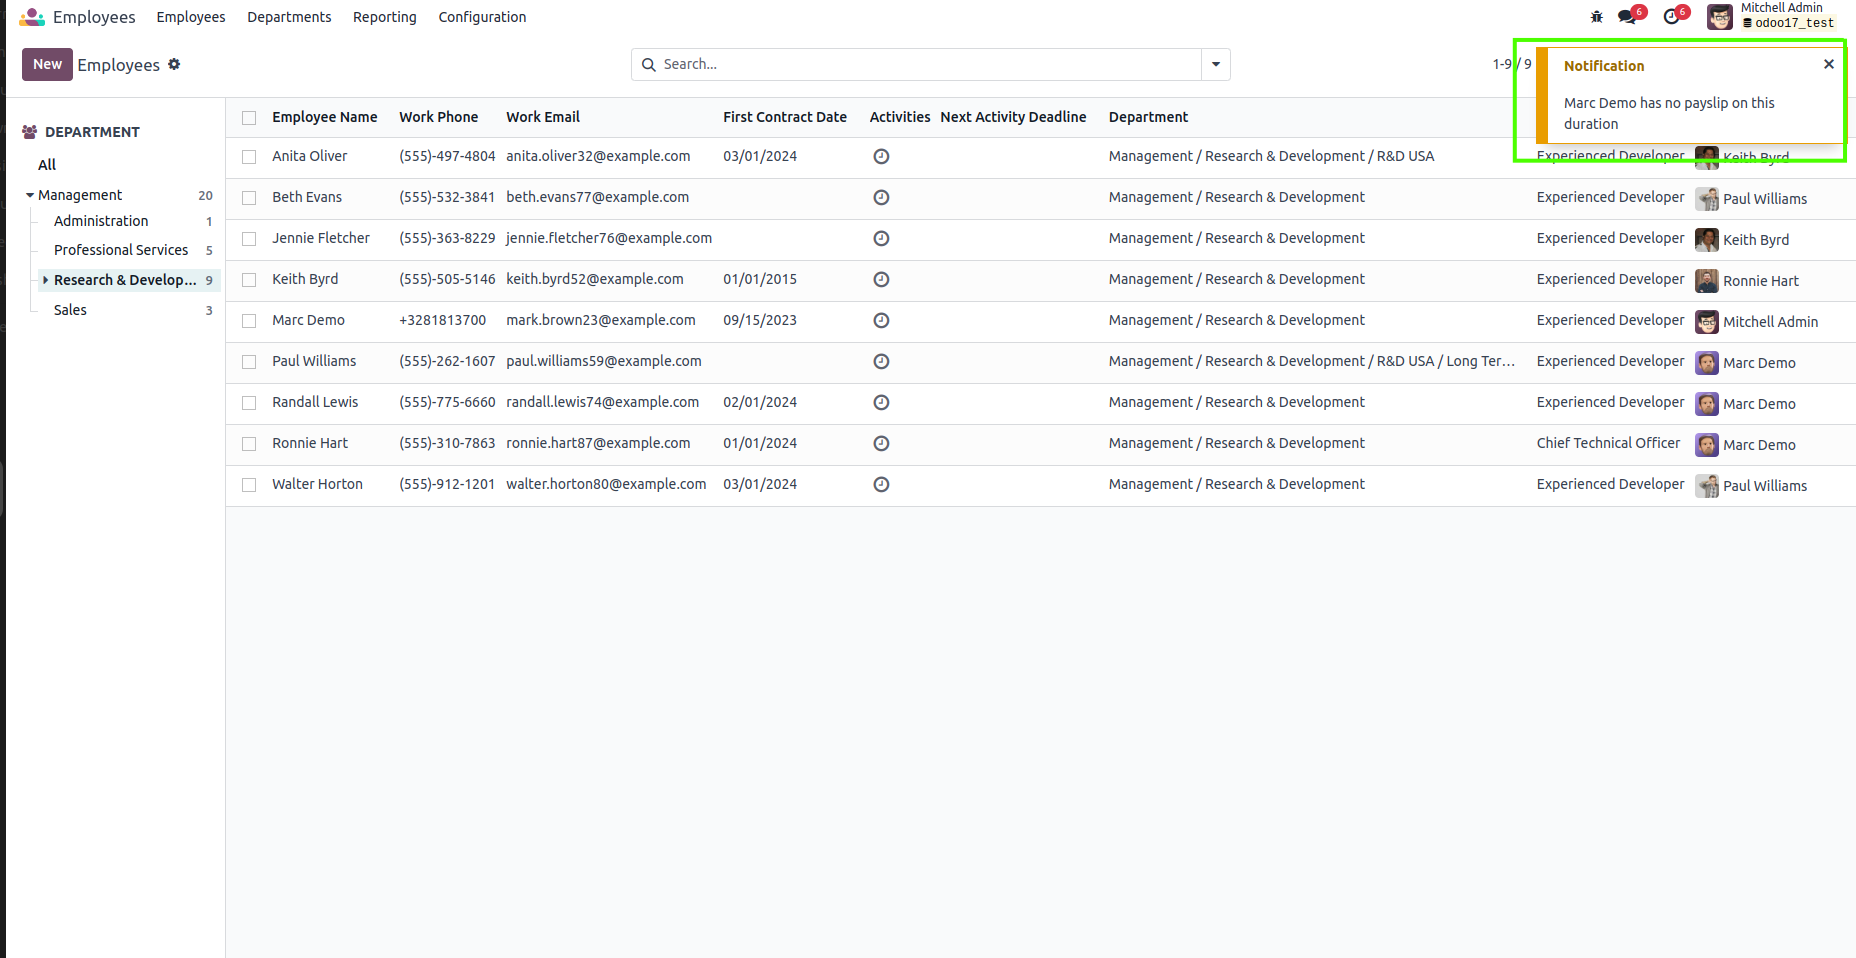 Employees Employees Departments Reporting Configuration 6 6 Mitchell Admin
odoo17_test
New Employees Search... 1-9 / 9
Notification
Marc Demo has no payslip on this
duration
DEPARTMENT
All
Management 20
Administration 1
Professional Services 5
Research & Develop... 9
Sales 3
Employee Name Work Phone Work Email First Contract Date Activities Next Activity Deadline Department
Anita Oliver (555)-497-4804 anita.oliver32@example.com 03/01/2024 Management / Research & Development / R&D USA Experienced Developer Keith Byrd
Beth Evans (555)-532-3841 beth.evans77@example.com Management / Research & Development Experienced Developer Paul Williams
Jennie Fletcher (555)-363-8229 jennie.fletcher76@example.com Management / Research & Development Experienced Developer Keith Byrd
Keith Byrd (555)-505-5146 keith.byrd52@example.com 01/01/2015 Management / Research & Development Experienced Developer Ronnie Hart
Marc Demo +3281813700 mark.brown23@example.com 09/15/2023 Management / Research & Development Experienced Developer Mitchell Admin
Paul Williams (555)-262-1607 paul.williams59@example.com Management / Research & Development / R&D USA / Long Ter... Experienced Developer Marc Demo
Randall Lewis (555)-775-6660 randall.lewis74@example.com 02/01/2024 Management / Research & Development Experienced Developer Marc Demo
Ronnie Hart (555)-310-7863 ronnie.hart87@example.com 01/01/2024 Management / Research & Development Chief Technical Officer Marc Demo
Walter Horton (555)-912-1201 walter.horton80@example.com 03/01/2024 Management / Research & Development Experienced Developer Paul Williams